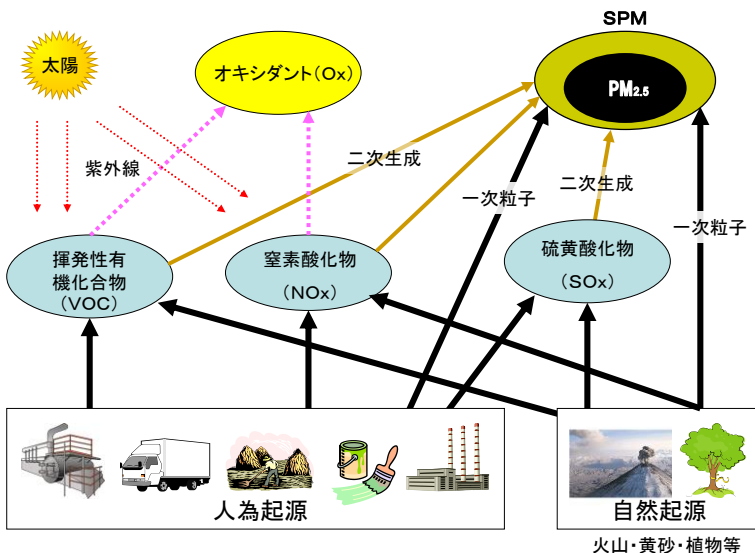 SPM
太陽
オキシダント(Ox)
PM2.5
紫外線
二次生成
一次粒子
二次生成
一次粒子
揮発性有
機化合物
(VOC)
窒素酸化物
(NOx)
硫黄酸化物
(SOx)
人為起源
自然起源
火山・黄砂・植物等